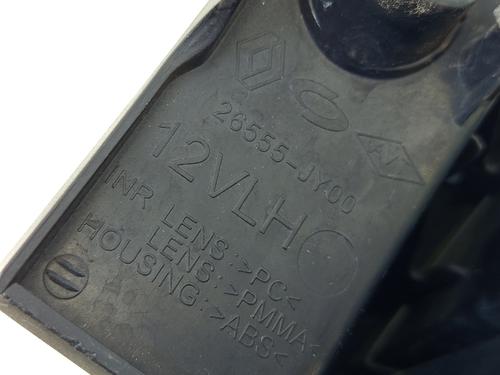 26555-JY00
12VLH
INR LENS:>PC<
LENS:>PMMA<
HOUSING:>ABS<